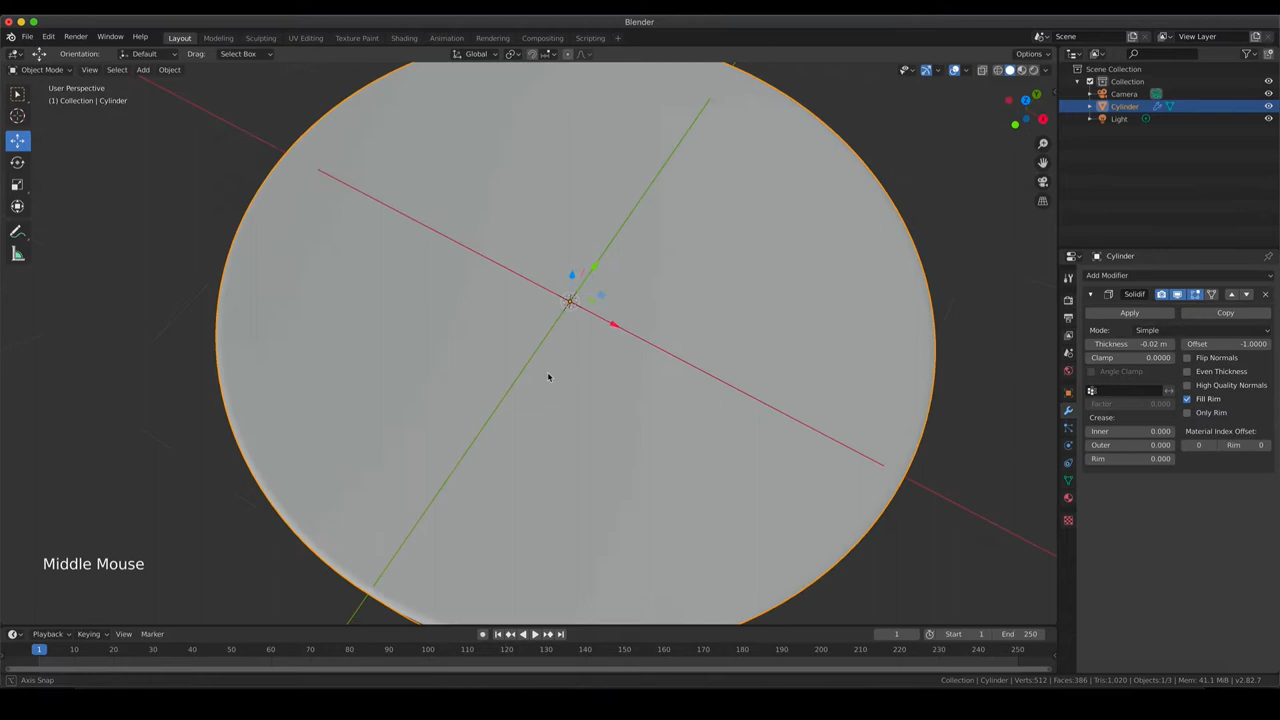 Blender
File Edit Render Window Help Layout Modeling Sculpting UV Editing Texture Paint Shading Animation Rendering Compositing Scripting + Scene View Layer
Orientation: Default Drag: Select Box Global Options
Object Mode View Select Add Object
User Perspective
(1) Collection | Cylinder
Scene Collection
Collection
Camera
Cylinder
Light
Y
Z
X
Cylinder
Add Modifier
Solidif
Apply Copy
Mode: Simple
Thickness -0.02 m Offset -1.0000
Clamp 0.0000 Flip Normals
Angle Clamp Even Thickness
High Quality Normals
Factor 0.000 Fill Rim
Crease: Only Rim
Inner 0.000 Material Index Offset:
Outer 0.000 0 Rim 0
Rim 0.000
Middle Mouse
Playback Keying View Marker 1 Start 1 End 250
1 10 20 30 40 50 60 70 80 90 100 110 120 130 140 150 160 170 180 190 200 210 220 230 240 250
Axis Snap Collection | Cylinder | Verts:512 | Faces:386 | Tris:1,020 | Objects:1/3 | Mem: 41.1 MiB | v2.82.7